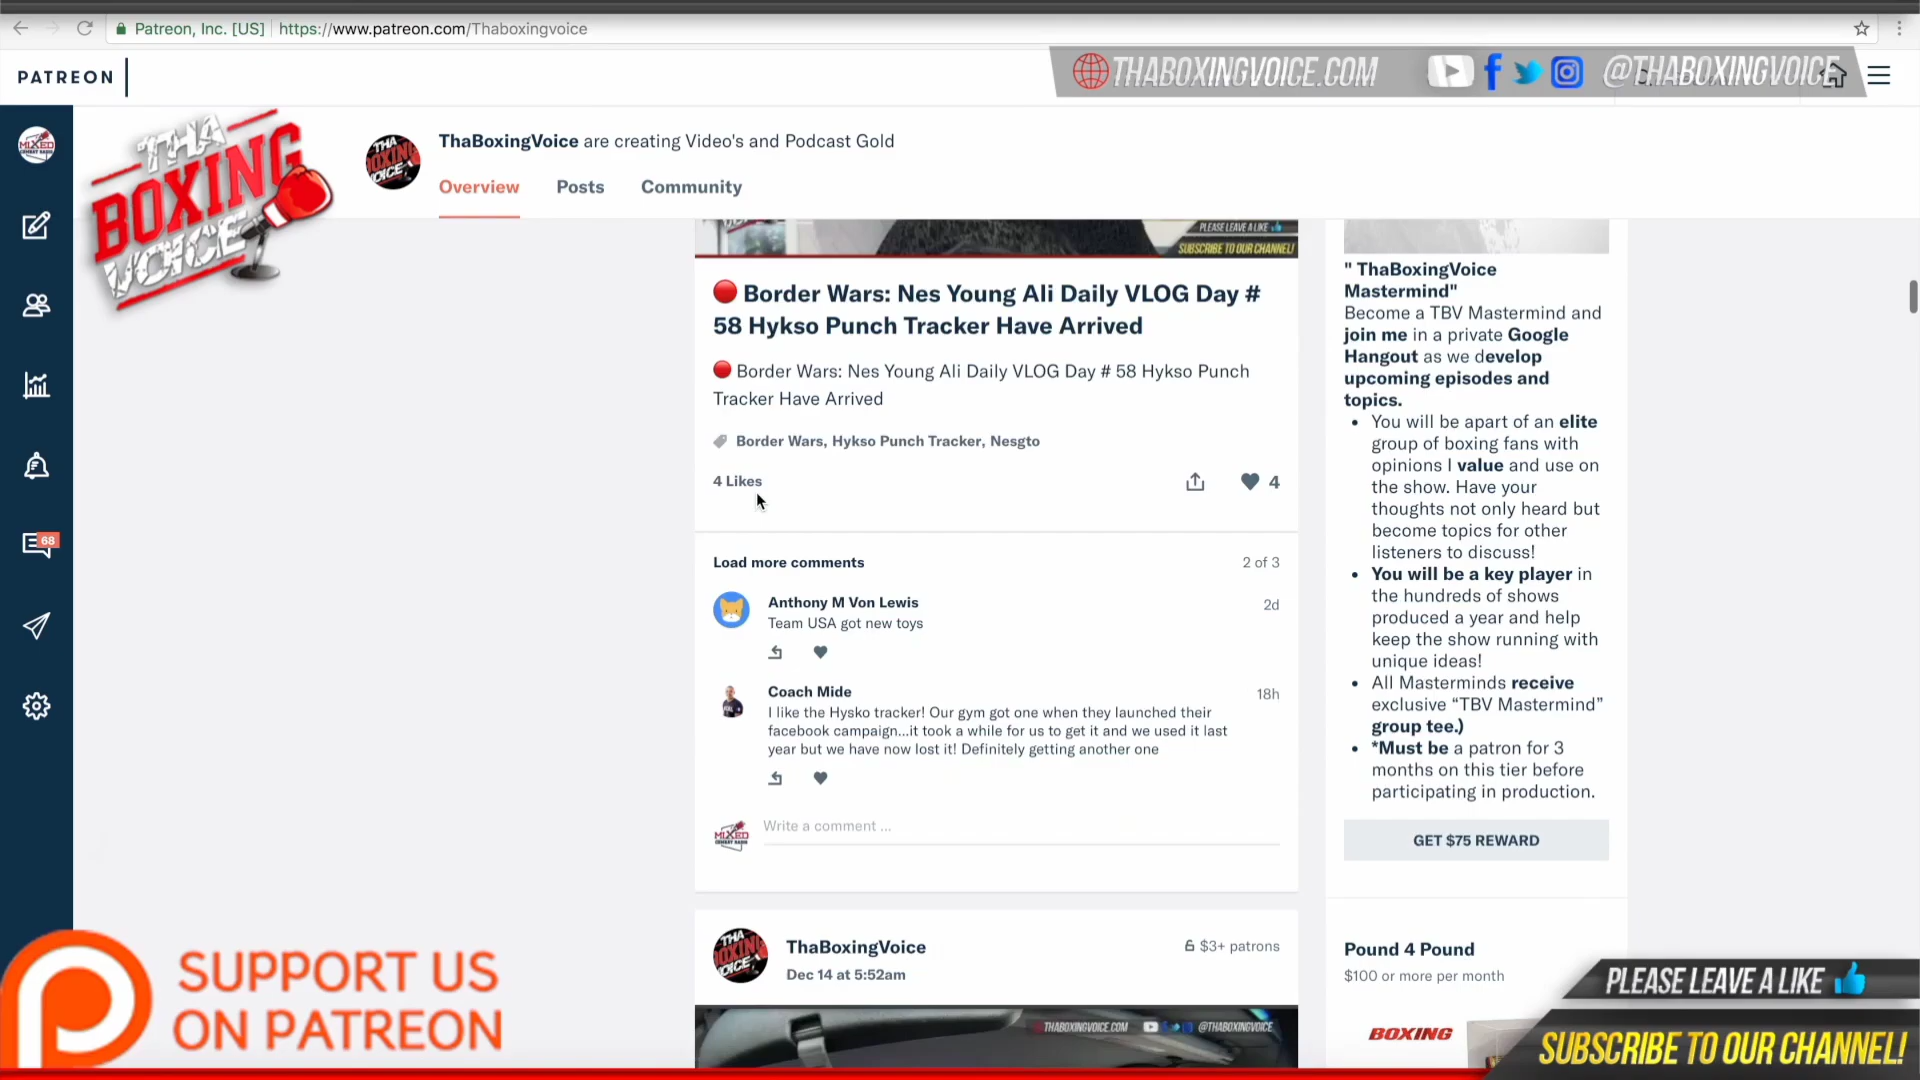 Patreon, Inc. [US] https://www.patreon.com/Thaboxingvoice
PATREON
THABOXINGVOICE.COM @THABOXINGVOICE
THA
BOXING
VOICE
MIXED
THA
BOXING
VOICE
ThaBoxingVoice are creating Video's and Podcast Gold
Overview Posts Community
PLEASE LEAVE A LIKE
SUBSCRIBE TO OUR CHANNEL!
Border Wars: Nes Young Ali Daily VLOG Day #
58 Hykso Punch Tracker Have Arrived
Border Wars: Nes Young Ali Daily VLOG Day # 58 Hykso Punch
Tracker Have Arrived
Border Wars, Hykso Punch Tracker, Nesgto
4 Likes
4
Load more comments 2 of 3
Anthony M Von Lewis 2d
Team USA got new toys
Coach Mide 18h
I like the Hysko tracker! Our gym got one when they launched their
facebook campaign...it took a while for us to get it and we used it last
year but we have now lost it! Definitely getting another one
MIXED
COMBAT RADIO
Write a comment ...
THA
BOXING
VOICE
ThaBoxingVoice $3+ patrons
Dec 14 at 5:52am
THABOXINGVOICE.COM @THABOXINGVOICE
68
" ThaBoxingVoice
Mastermind"
Become a TBV Mastermind and
join me in a private Google
Hangout as we develop
upcoming episodes and
topics.
• You will be apart of an elite
group of boxing fans with
opinions I value and use on
the show. Have your
thoughts not only heard but
become topics for other
listeners to discuss!
• You will be a key player in
the hundreds of shows
produced a year and help
keep the show running with
unique ideas!
• All Masterminds receive
exclusive “TBV Mastermind”
group tee.)
• *Must be a patron for 3
months on this tier before
participating in production.
GET $75 REWARD
Pound 4 Pound
$100 or more per month
BOXING
SUPPORT US
ON PATREON
PLEASE LEAVE A LIKE
SUBSCRIBE TO OUR CHANNEL!